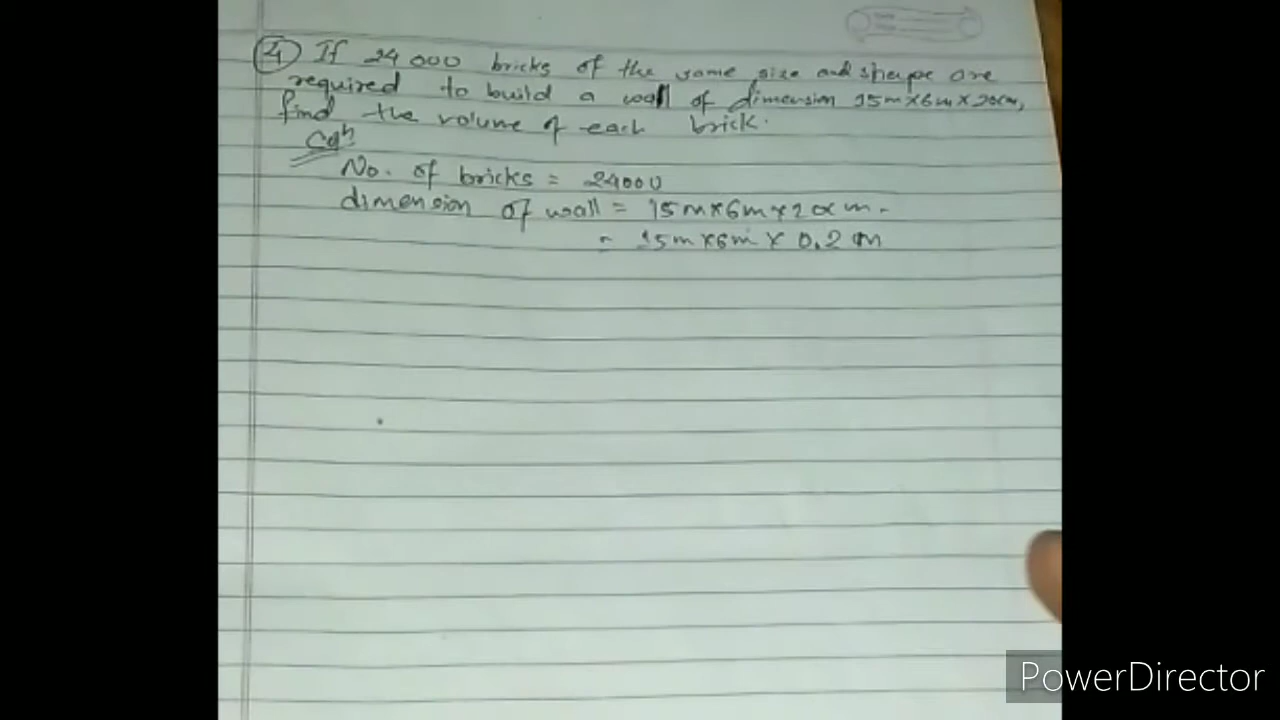 4) If 24000 bricks of the same size and shape are
required to build a wall of dimension 15m×6m×20cm,
find the volume of each brick.
Solⁿ
No. of bricks = 24000
dimension of wall = 15m×6m×20cm.
= 15m×6m × 0.2m
PowerDirector